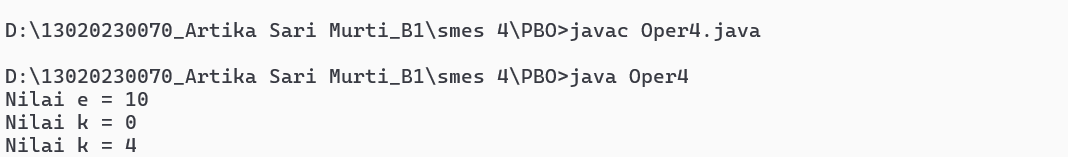 D:\13020230070_Artika Sari Murti_B1\smes 4\PBO>javac Oper4.java
D:\13020230070_Artika Sari Murti_B1\smes 4\PBO>java Oper4
Nilai e = 10
Nilai k = 0
Nilai k = 4